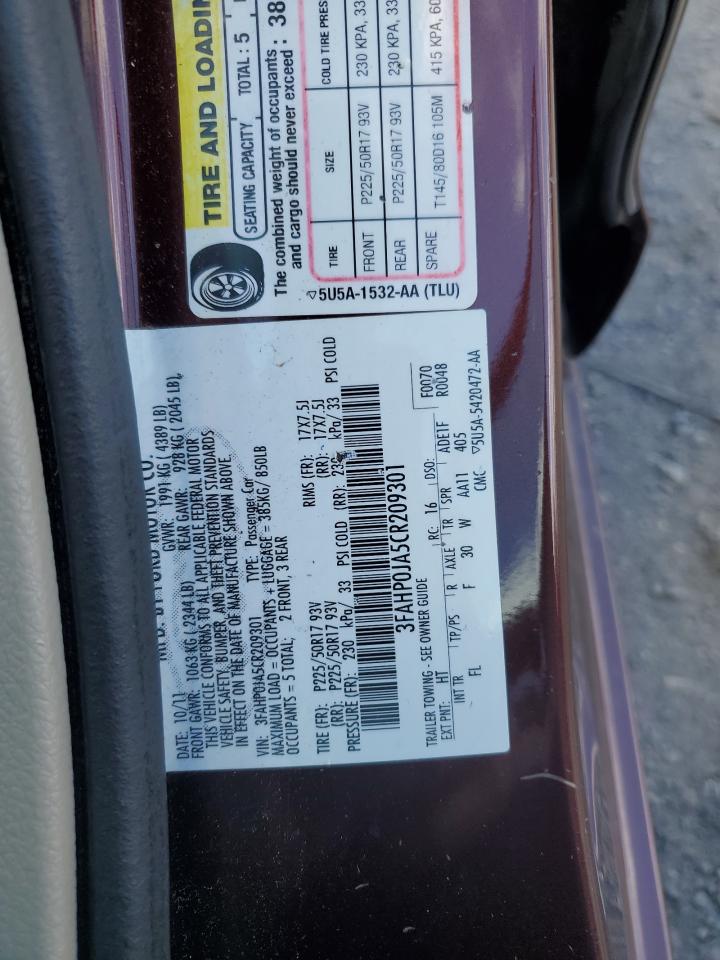 MFD. BY FORD MOTOR CO.
DATE: 10/11 GVWR: 1991 KG ( 4389 LB)
FRONT GAWR: 1063 KG ( 2344 LB) REAR GAWR: 928 KG ( 2045 LB),
THIS VEHICLE CONFORMS TO ALL APPLICABLE FEDERAL MOTOR
VEHICLE SAFETY, BUMPER, AND THEFT PREVENTION STANDARDS
IN EFFECT ON THE DATE OF MANUFACTURE SHOWN ABOVE.
VIN: 3FAHP0JA5CR209301 TYPE: Passenger Car
MAXIMUM LOAD = OCCUPANTS + LUGGAGE = 385KG/ 850LB
OCCUPANTS = 5 TOTAL; 2 FRONT, 3 REAR
TIRE (FR): P225/50R17 93V RIMS (FR): 17X7.5J
(RR): P225/50R17 93V (RR): 17X7.5J
PRESSURE (FR): 230 kPa/ 33 PSI COLD (RR): 230 kPa/ 33 PSI COLD
3FAHP0JA5CR209301
F0070
R0048
TRAILER TOWING - SEE OWNER GUIDE
EXT PNT: HT RC: 16 DSO: ADE1F
INT TR TP/PS R AXLE TR SPR 405
FL F 30 W AA11
CMC ▽5U5A-5420472-AA
TIRE AND LOADIN
SEATING CAPACITY TOTAL : 5
The combined weight of occupants : 38
and cargo should never exceed :
TIRE SIZE COLD TIRE PRES
FRONT P225/50R17 93V 230 KPA, 33
REAR P225/50R17 93V 230 KPA, 33
SPARE T145/80D16 105M 415 KPA, 60
5U5A-1532-AA (TLU)